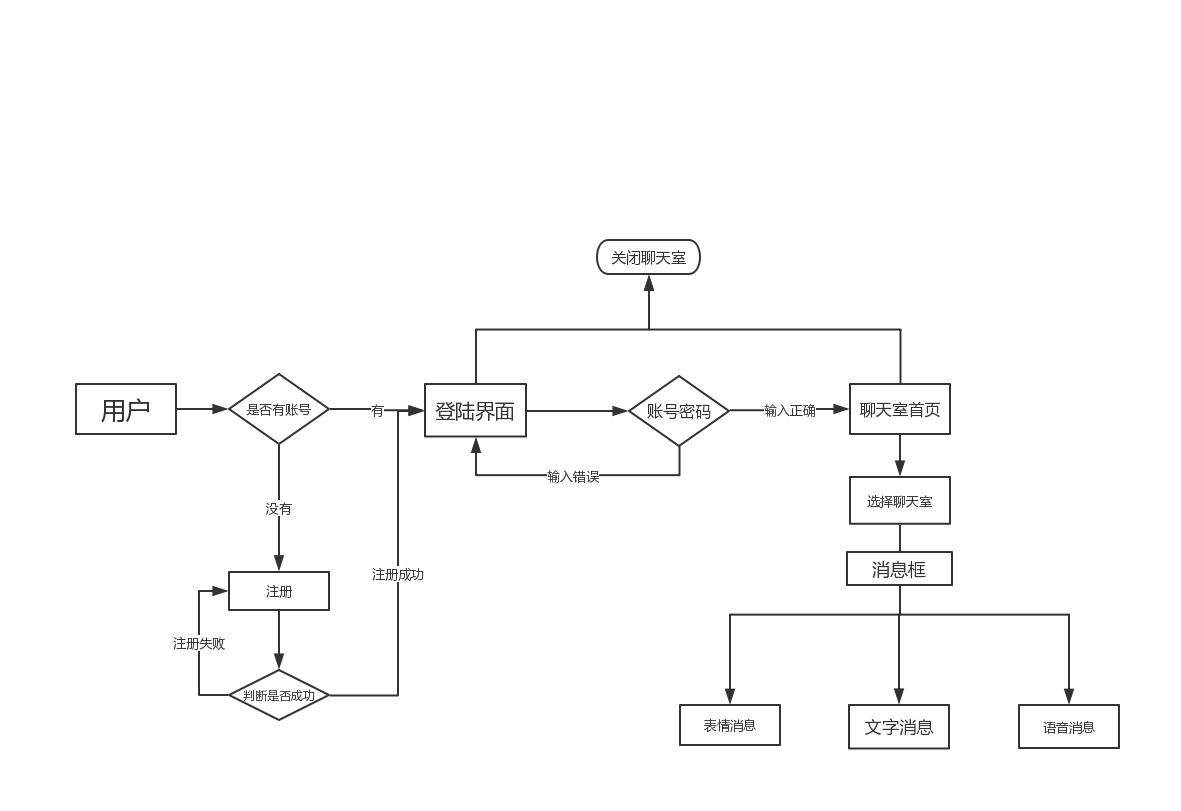 关闭聊天室
用户
是否有账号
有
登陆界面
账号密码
输入正确
聊天室首页
输入错误
没有
选择聊天室
消息框
注册成功
注册
注册失败
判断是否成功
表情消息
文字消息
语音消息